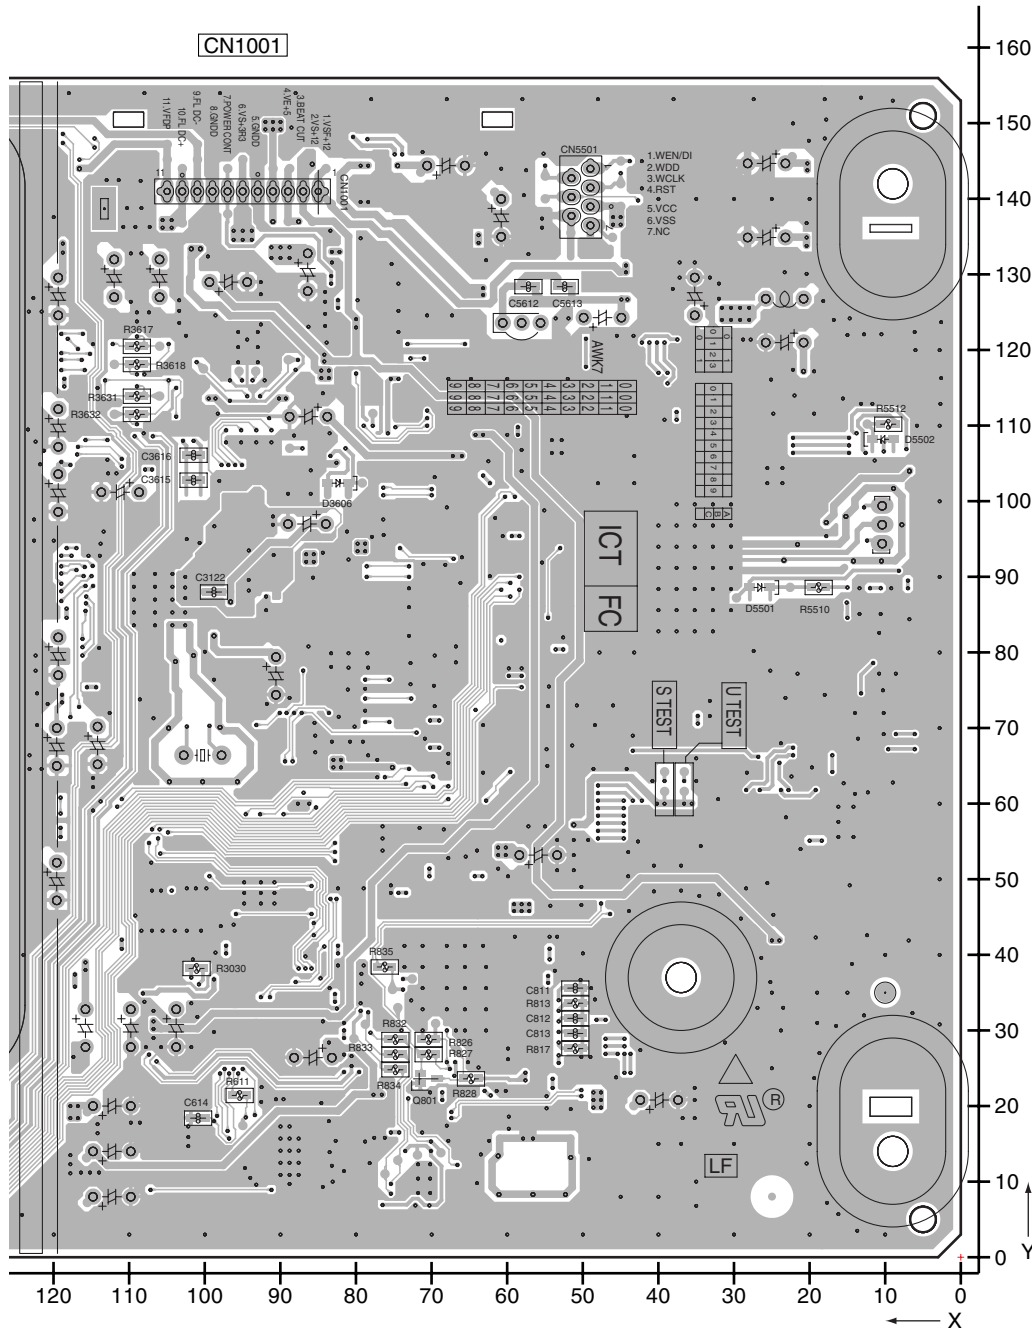 CN1001
160
150
140
130
120
110
100
90
80
70
60
50
40
30
20
10
0
Y
120 110 100 90 80 70 60 50 40 30 20 10 0
X
11.VFDP
10.FL DC+
9.FL DC-
8.GNDD
7.POWER CONT
6.VS+3R3
5.GNDD
4.VE+5
3.BEAT CUT
2.VS+12
1.VSF+12
11
1
CN1001
CN5501
1.WEN/DI
2.WDD
3.WCLK
4.RST
5.VCC
6.VSS
7.NC
C5612
C5613
R3617
R3618
AWK7
R3631
R3632
R5512
D5502
C3616
C3615
D3606
ICT
FC
C3122
D5501
R5510
S TEST
U TEST
R3030
R835
C811
R813
C812
C813
R817
R832
R833
R834
R826
R827
R828
Q801
R611
C614
LF